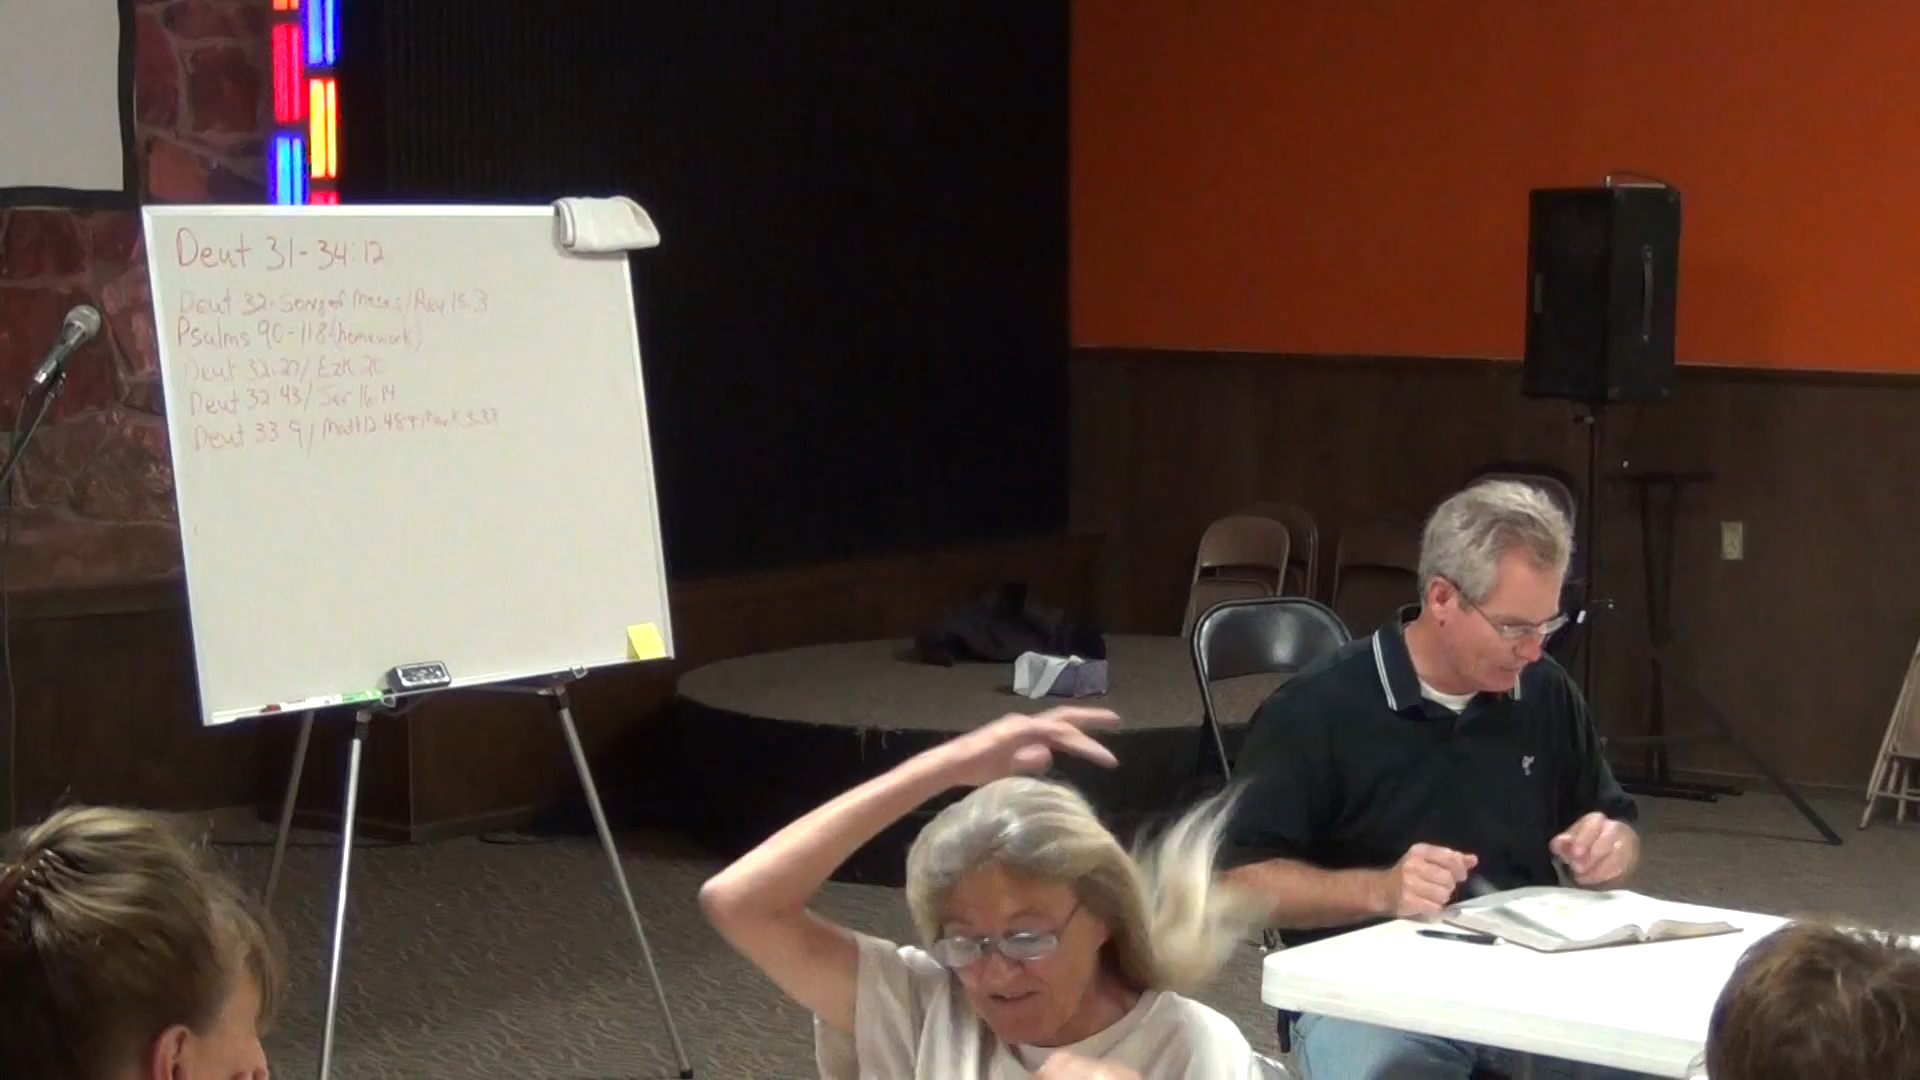 Deut 31-34:12
Deut 32-Song of Moses/Rev 15:3
Psalms 90-118 (homework)
Deut 32:20/Ezk 20
Deut 32:43/Jer 16:14
Deut 33:9/Matt 12:48+Mark 3:33